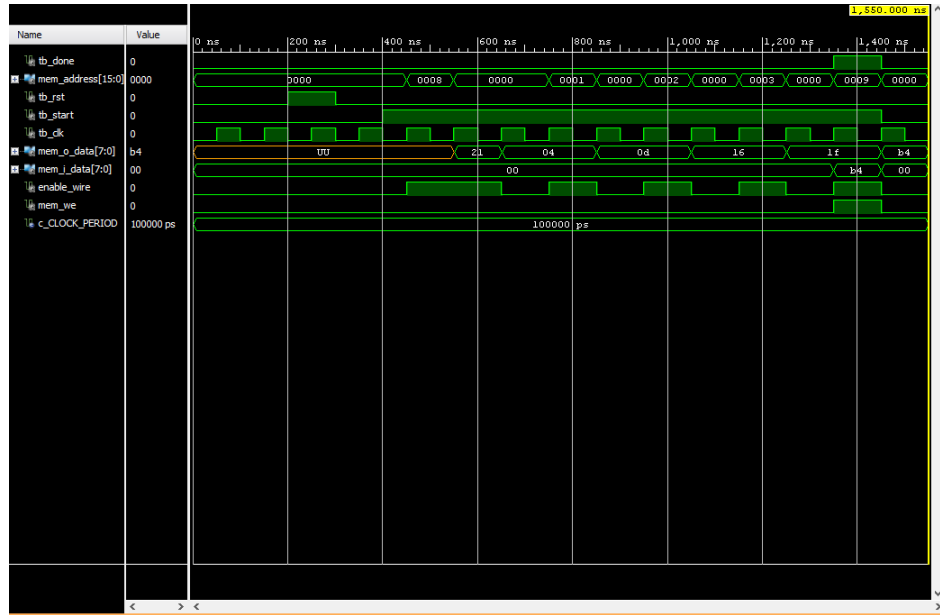 1,550.000 ns
Name Value
0 ns 200 ns 400 ns 600 ns 800 ns 1,000 ns 1,200 ns 1,400 ns
tb_done 0
mem_address[15:0] 0000 0000 0008 0000 0001 0000 0002 0000 0003 0000 0009 0000
tb_rst 0
tb_start 0
tb_clk 0
mem_o_data[7:0] b4 UU 21 04 0d 16 1f b4
mem_i_data[7:0] 00 00 b4 00
enable_wire 0
mem_we 0
c_CLOCK_PERIOD 100000 ps 100000 ps